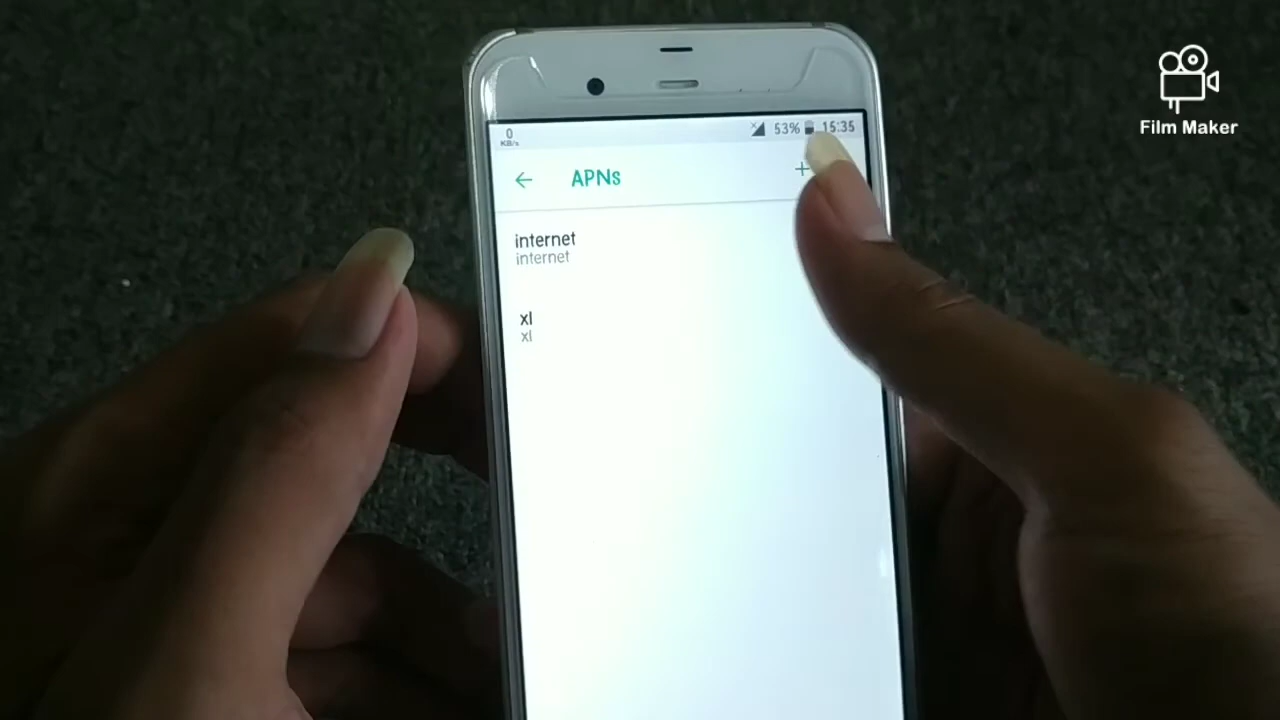 Film Maker
0
KB/s
53% 15:35
APNs
internet
internet
xl
xl